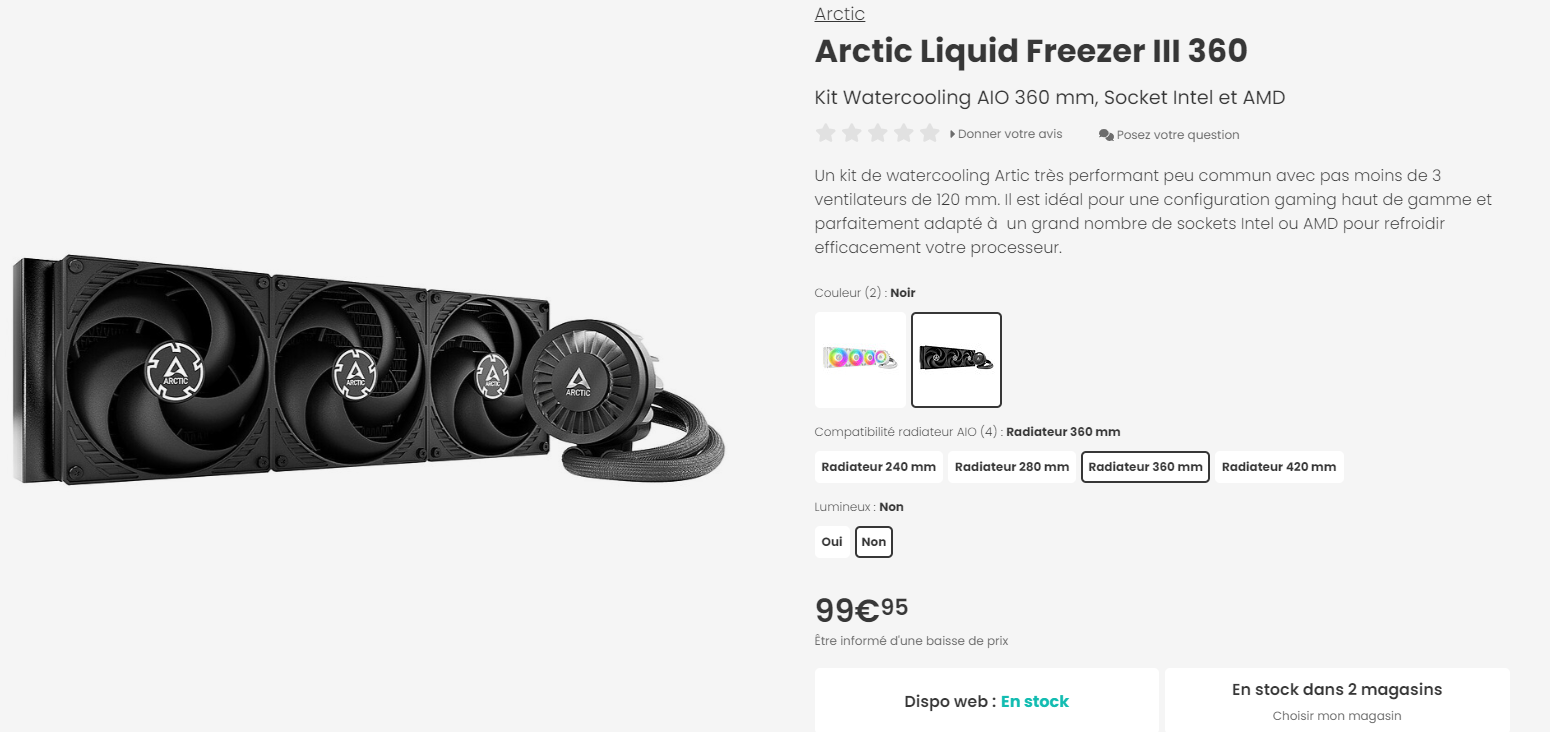 Arctic
Arctic Liquid Freezer III 360
Kit Watercooling AIO 360 mm, Socket Intel et AMD
Donner votre avis
Posez votre question
Un kit de watercooling Artic très performant peu commun avec pas moins de 3
ventilateurs de 120 mm. Il est idéal pour une configuration gaming haut de gamme et
parfaitement adapté à  un grand nombre de sockets Intel ou AMD pour refroidir
efficacement votre processeur.
Couleur (2) : Noir
Compatibilité radiateur AIO (4) : Radiateur 360 mm
Radiateur 240 mm
Radiateur 280 mm
Radiateur 360 mm
Radiateur 420 mm
Lumineux : Non
Oui
Non
99€95
Être informé d'une baisse de prix
Dispo web : En stock
En stock dans 2 magasins
Choisir mon magasin
ARCTIC
ARCTIC
ARCTIC
ARCTIC